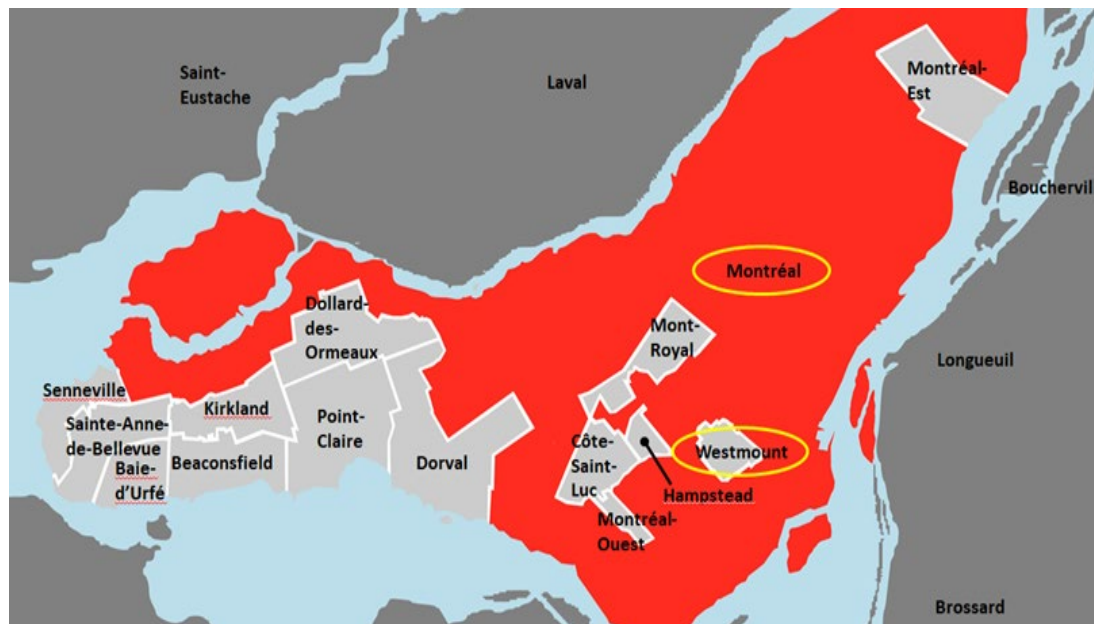 Saint-
Eustache
Laval
Montréal-
Est
Bouchervil
Montréal
Dollard-
des-
Ormeaux
Mont-
Royal
Longueuil
Senneville
Kirkland
Sainte-Anne-
de-Bellevue
Point-
Claire
Baie-
d'Urfé
Beaconsfield
Dorval
Côte-
Saint-
Luc
Westmount
Hampstead
Montréal-
Ouest
Brossard